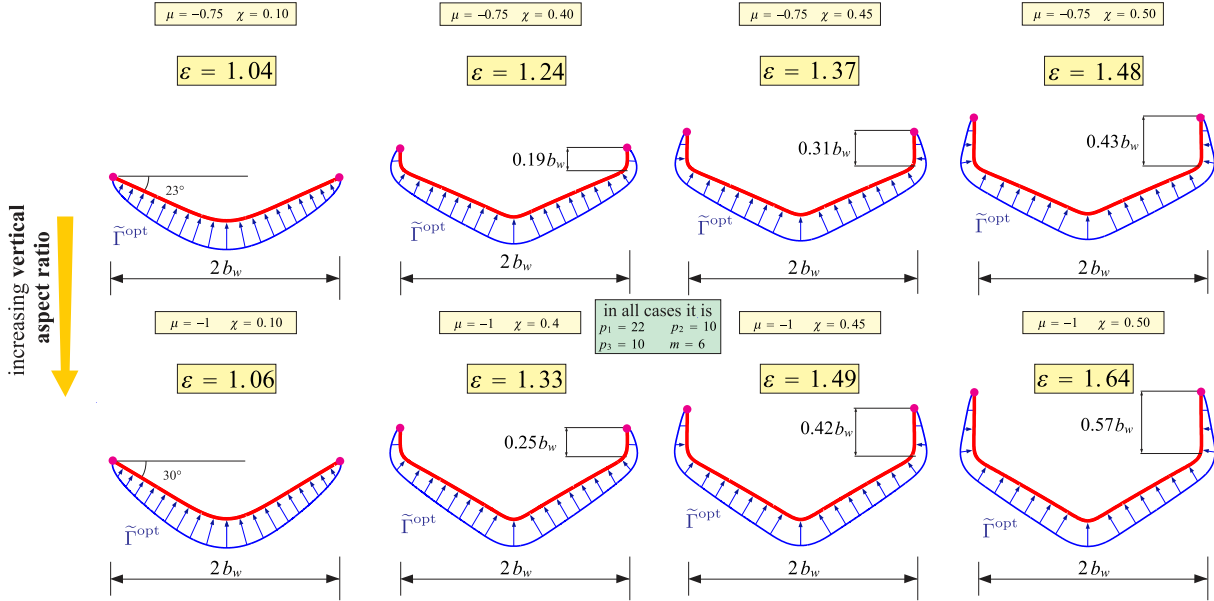 μ = −0.75 χ = 0.10
μ = −0.75 χ = 0.40
μ = −0.75 χ = 0.45
μ = −0.75 χ = 0.50
ε = 1.04
ε = 1.24
ε = 1.37
ε = 1.48
23°
0.19b_w
0.31b_w
0.43b_w
Γ̃^opt
Γ̃^opt
Γ̃^opt
Γ̃^opt
2b_w
2b_w
2b_w
2b_w
increasing vertical
aspect ratio
in all cases it is
p₁ = 22 p₂ = 10
p₃ = 10 m = 6
μ = −1 χ = 0.10
μ = −1 χ = 0.4
μ = −1 χ = 0.45
μ = −1 χ = 0.50
ε = 1.06
ε = 1.33
ε = 1.49
ε = 1.64
30°
0.25b_w
0.42b_w
0.57b_w
Γ̃^opt
Γ̃^opt
Γ̃^opt
Γ̃^opt
2b_w
2b_w
2b_w
2b_w